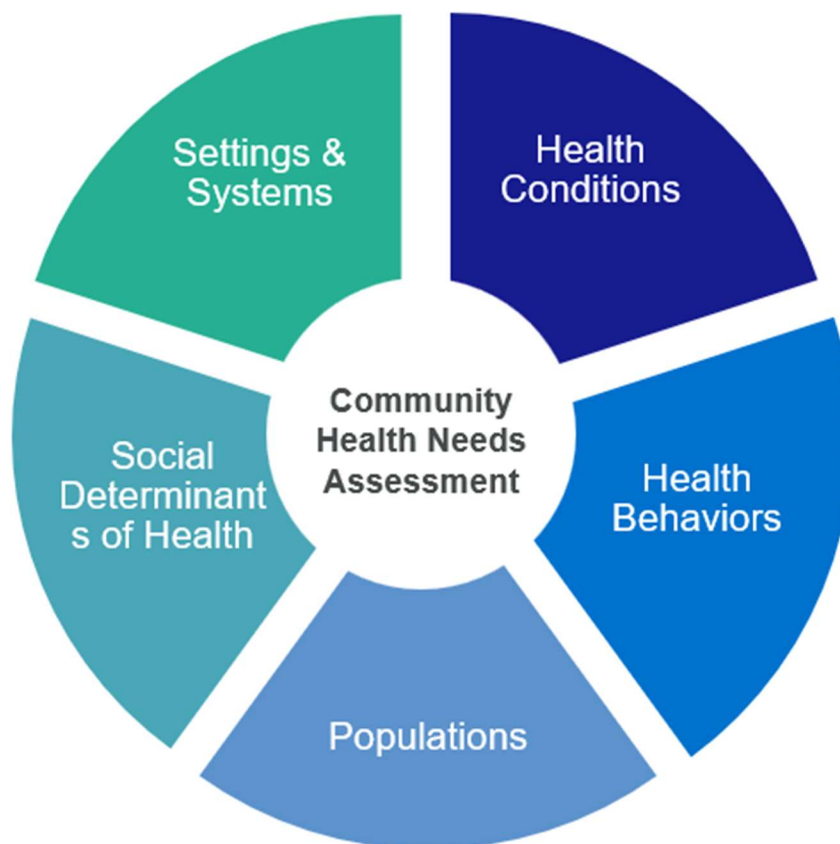 Settings &
Systems
Health
Conditions
Community
Health Needs
Assessment
Social
Determinant
s of Health
Health
Behaviors
Populations